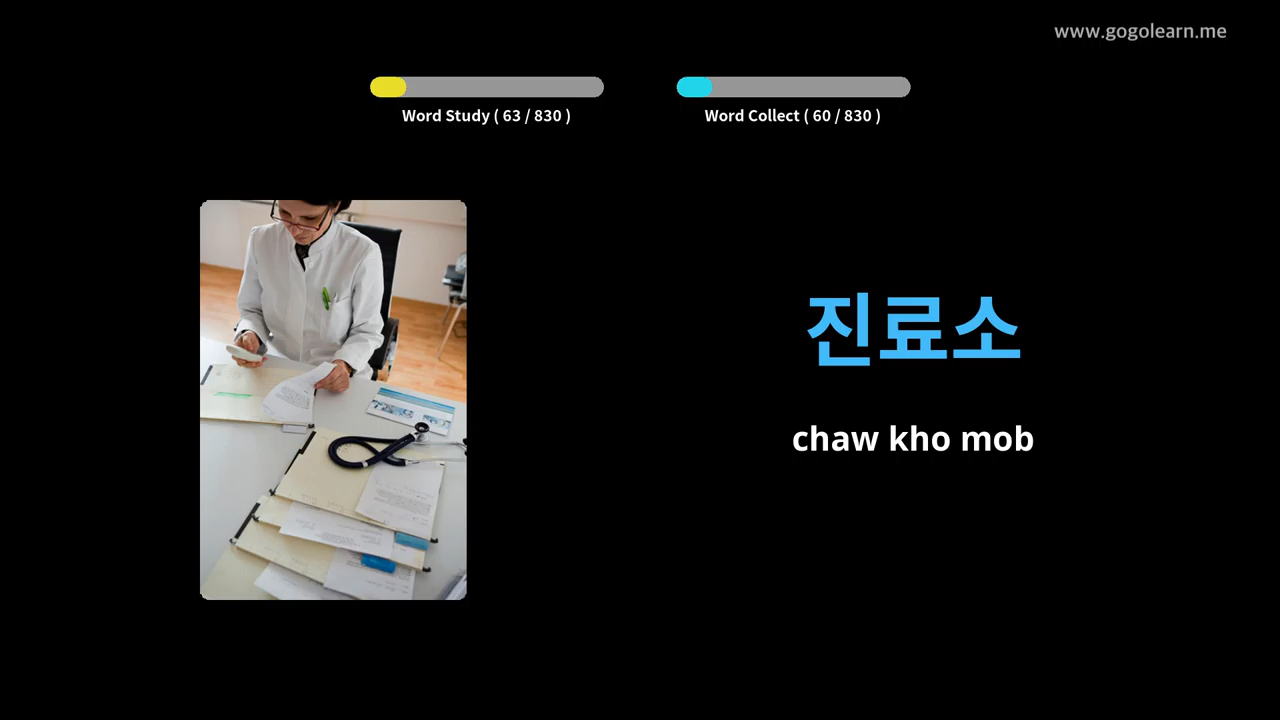 www.gogolearn.me
Word Study ( 63 / 830 )
Word Collect ( 60 / 830 )
진료소
chaw kho mob